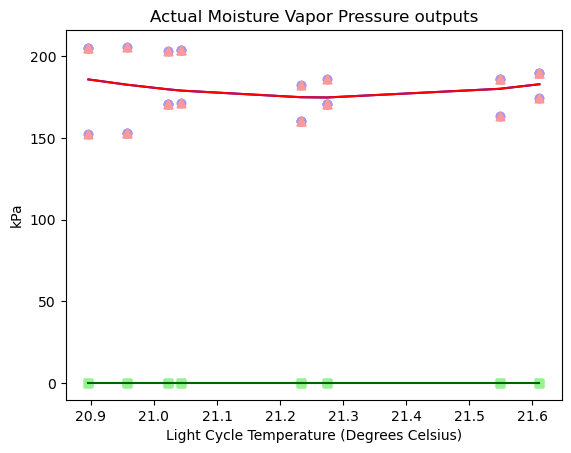 Actual Moisture Vapor Pressure outputs
200
150
100
50
0
kPa
20.9 21.0 21.1 21.2 21.3 21.4 21.5 21.6
Light Cycle Temperature (Degrees Celsius)